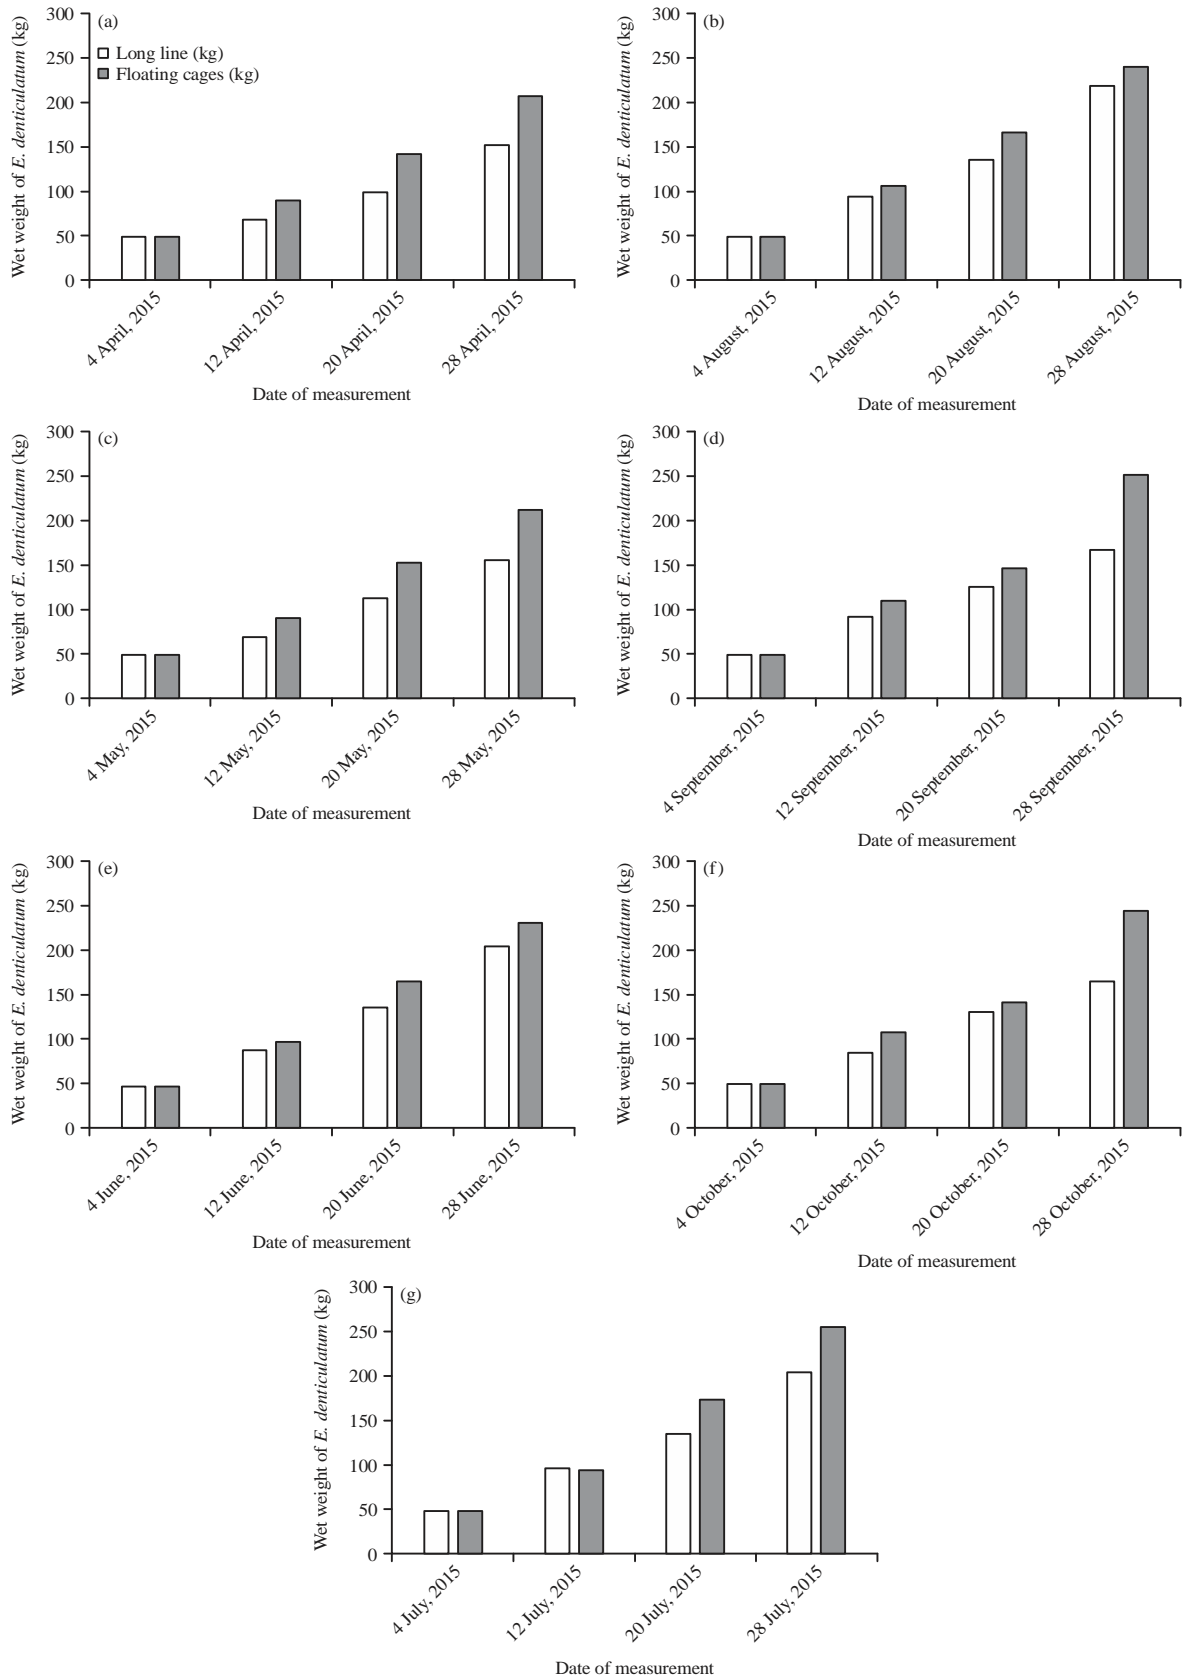 (a)
Long line (kg)
Floating cages (kg)
Wet weight of E. denticulatum (kg)
300
250
200
150
100
50
0
4 April, 2015
12 April, 2015
20 April, 2015
28 April, 2015
Date of measurement
(b)
Wet weight of E. denticulatum (kg)
300
250
200
150
100
50
0
4 August, 2015
12 August, 2015
20 August, 2015
28 August, 2015
Date of measurement
(c)
Wet weight of E. denticulatum (kg)
300
250
200
150
100
50
0
4 May, 2015
12 May, 2015
20 May, 2015
28 May, 2015
Date of measurement
(d)
Wet weight of E. denticulatum (kg)
300
250
200
150
100
50
0
4 September, 2015
12 September, 2015
20 September, 2015
28 September, 2015
Date of measurement
(e)
Wet weight of E. denticulatum (kg)
300
250
200
150
100
50
0
4 June, 2015
12 June, 2015
20 June, 2015
28 June, 2015
Date of measurement
(f)
Wet weight of E. denticulatum (kg)
300
250
200
150
100
50
0
4 October, 2015
12 October, 2015
20 October, 2015
28 October, 2015
Date of measurement
(g)
Wet weight of E. denticulatum (kg)
300
250
200
150
100
50
0
4 July, 2015
12 July, 2015
20 July, 2015
28 July, 2015
Date of measurement